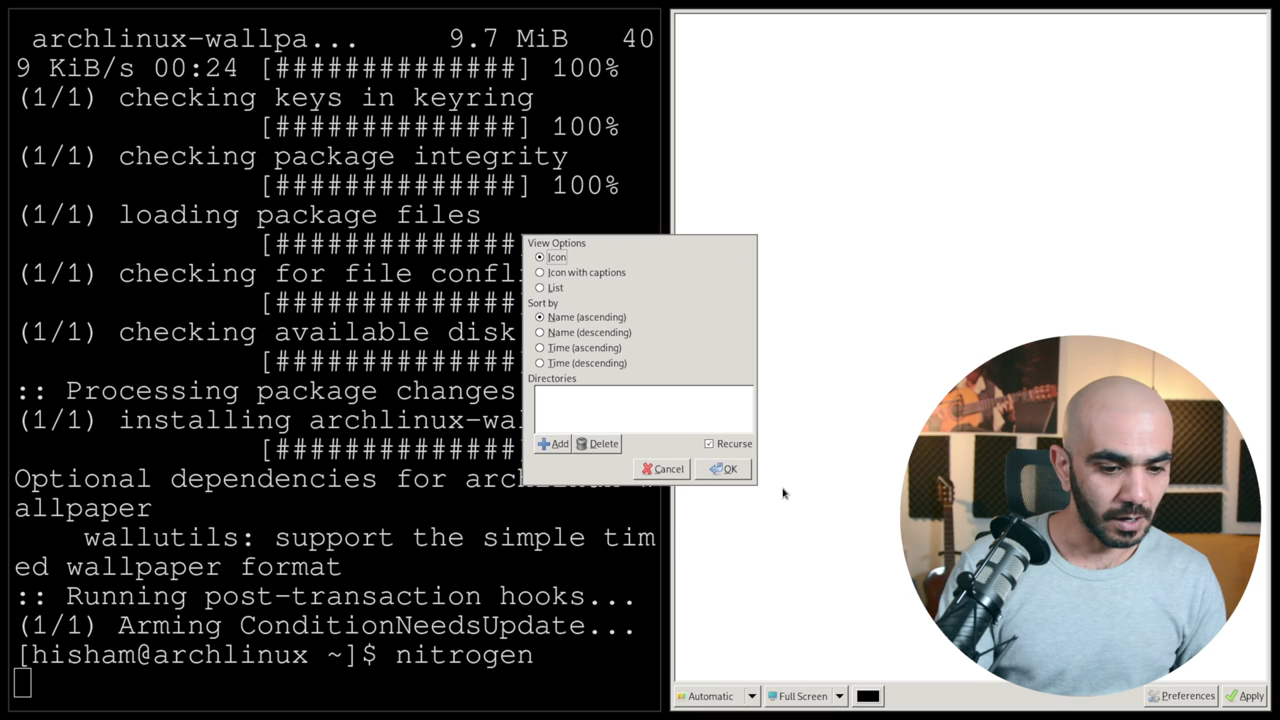 archlinux-wallpa... 9.7 MiB 40
9 KiB/s 00:24 [##############] 100%
(1/1) checking keys in keyring
[##############] 100%
(1/1) checking package integrity
[##############] 100%
(1/1) loading package files
[##############
(1/1) checking for file confl
[##############
(1/1) checking available disk
[##############
:: Processing package changes
(1/1) installing archlinux-wa
[##############
Optional dependencies for arc
allpaper
wallutils: support the simple tim
ed wallpaper format
:: Running post-transaction hooks...
(1/1) Arming ConditionNeedsUpdate...
[hisham@archlinux ~]$ nitrogen
View Options
Icon
Icon with captions
List
Sort by
Name (ascending)
Name (descending)
Time (ascending)
Time (descending)
Directories
Add Delete Recurse
Cancel OK
Automatic Full Screen Preferences Apply